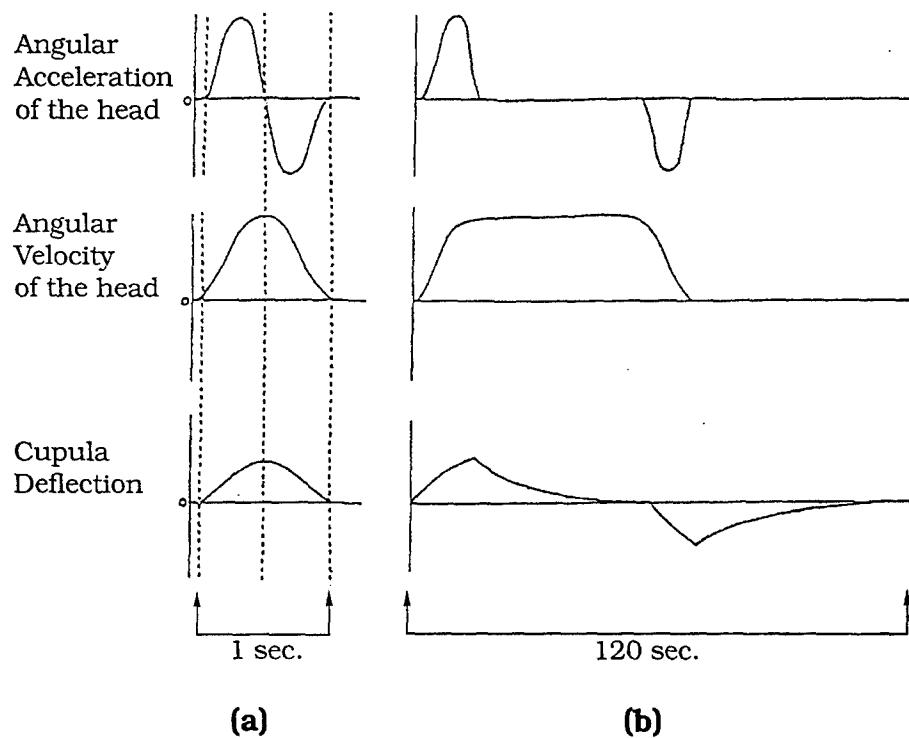 Angular
Acceleration
of the head
o
Angular
Velocity
of the head
o
Cupula
Deflection
o
1 sec.
120 sec.
(a)
(b)